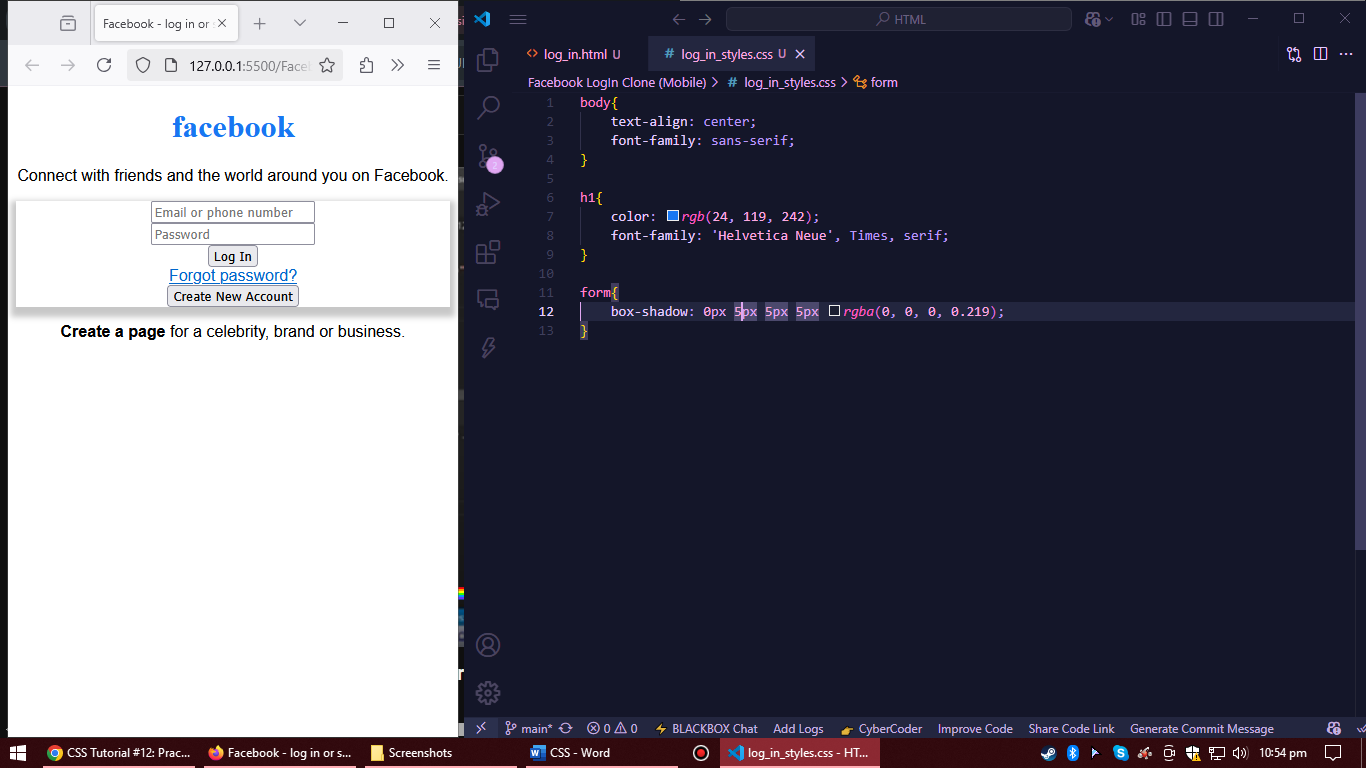 Facebook - log in or
127.0.0.1:5500/Face
facebook
Connect with friends and the world around you on Facebook.
Email or phone number
Password
Log In
Forgot password?
Create New Account
Create a page for a celebrity, brand or business.
HTML
log_in.html U
# log_in_styles.css U
Facebook LogIn Clone (Mobile) > # log_in_styles.css > form
1 body{
2 text-align: center;
3 font-family: sans-serif;
4 }
5
6 h1{
7 color: rgb(24, 119, 242);
8 font-family: 'Helvetica Neue', Times, serif;
9 }
10
11 form{
12 box-shadow: 0px 5px 5px 5px rgba(0, 0, 0, 0.219);
13 }
2
main* 0 0 BLACKBOX Chat Add Logs CyberCoder Improve Code Share Code Link Generate Commit Message
CSS Tutorial #12: Prac... Facebook - log in or s... Screenshots CSS - Word log_in_styles.css - HT... 10:54 pm